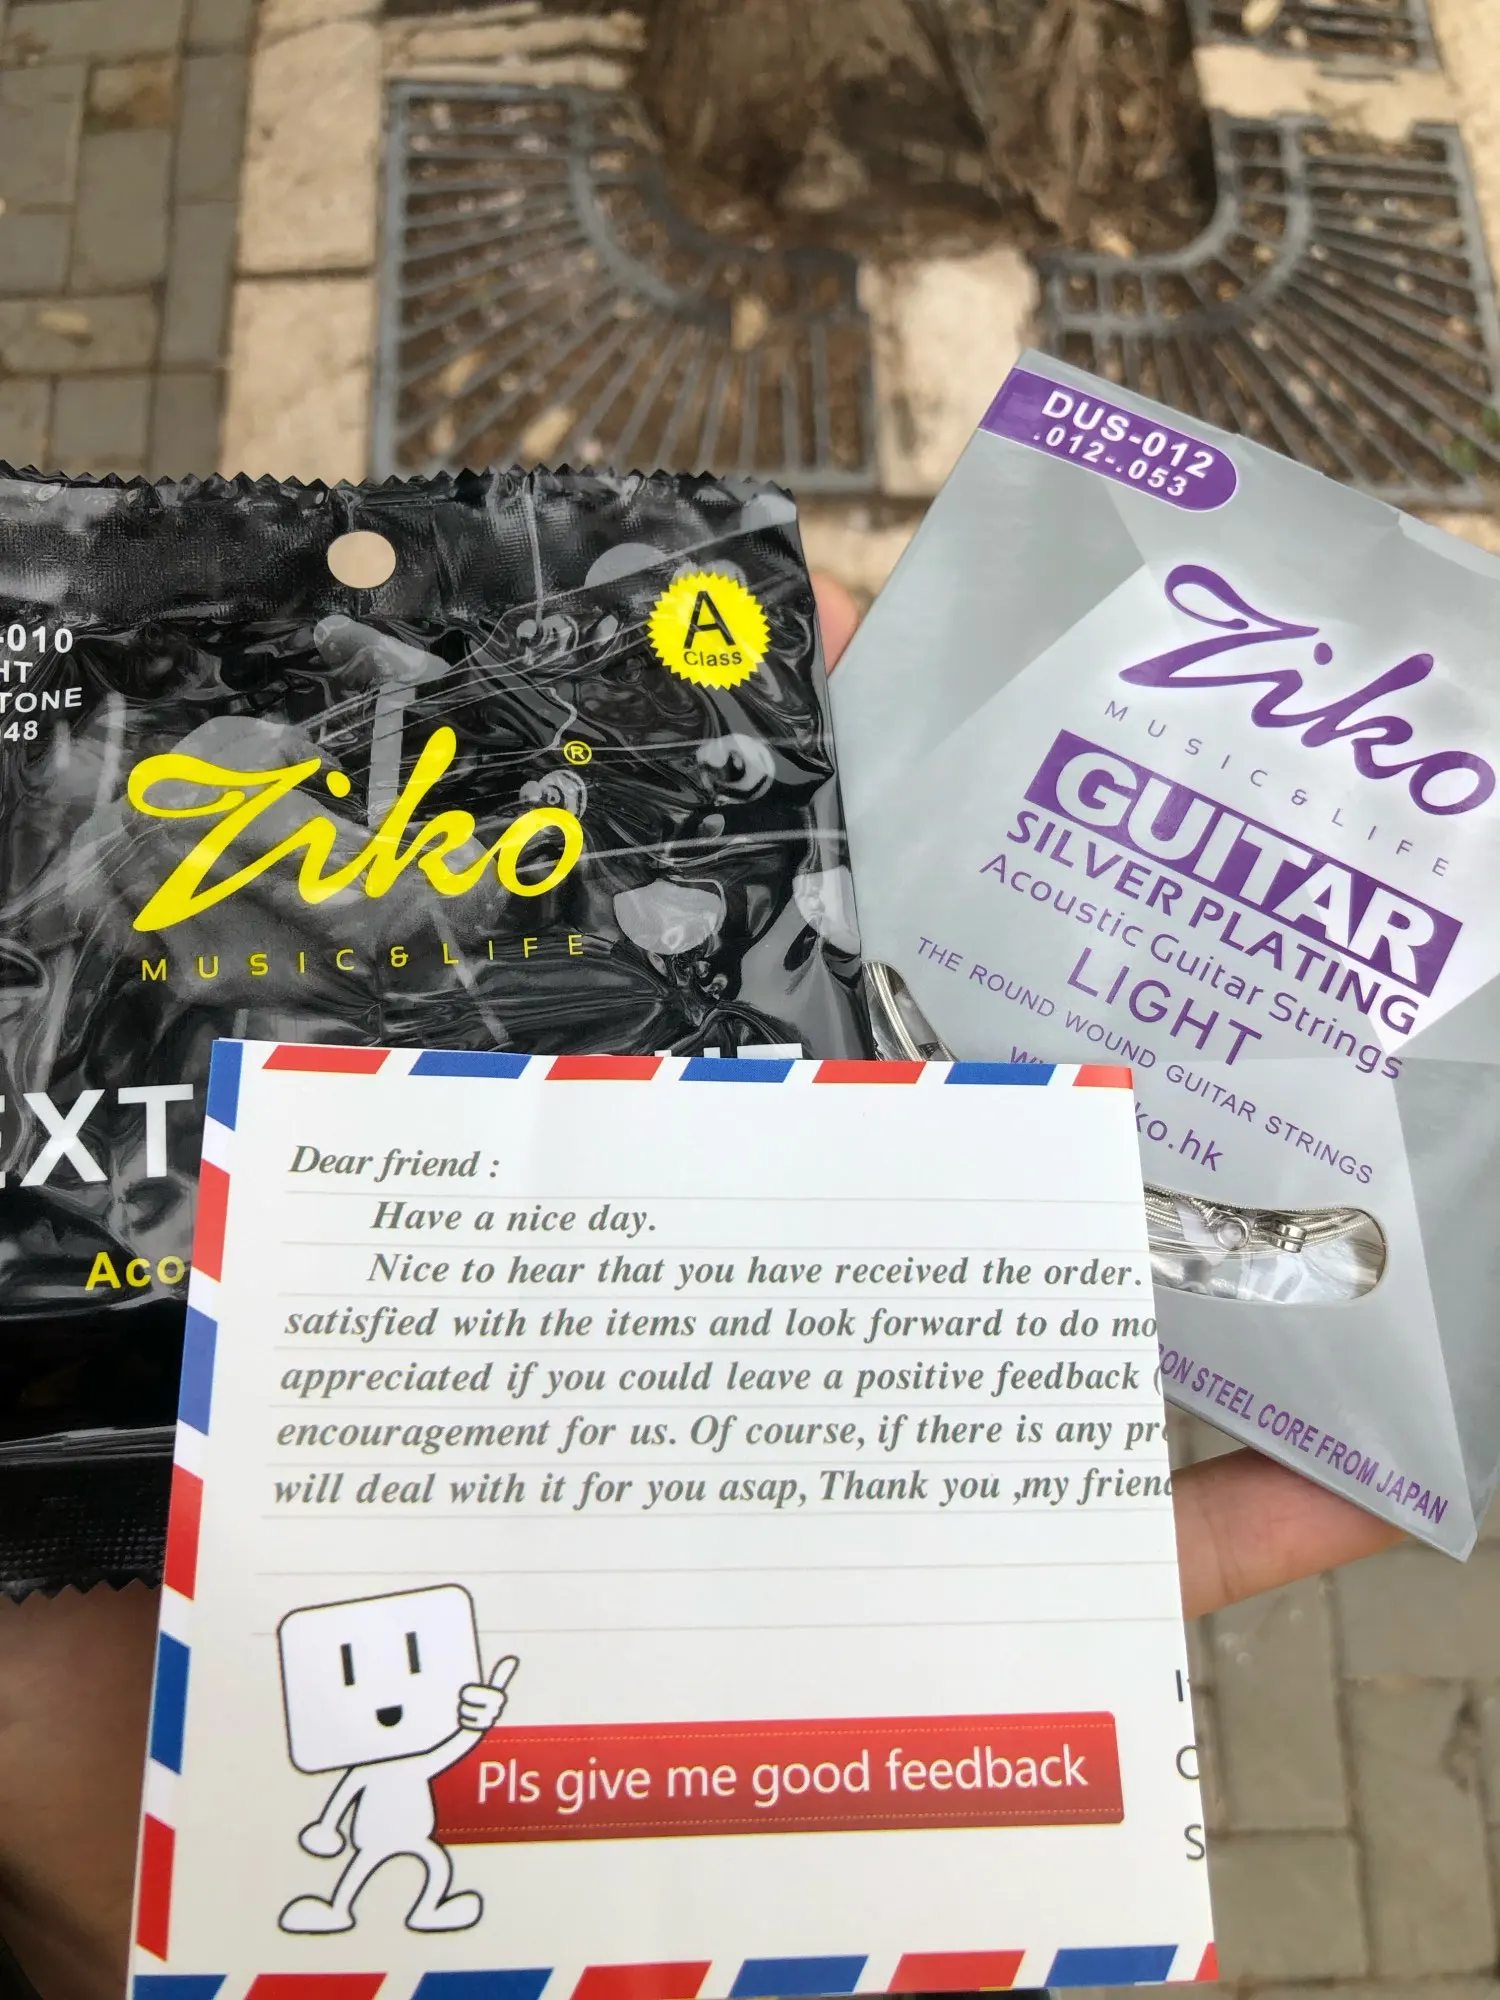 DUS-012
.012-.053
Ziko
MUSIC & LIFE
GUITAR
SILVER PLATING
Acoustic Guitar Strings
LIGHT
THE ROUND WOUND GUITAR STRINGS
ko.hk
STEEL CORE FROM JAPAN
-010
HT
TONE
48
A
Class
Ziko®
MUSIC & LIFE
EXT
Aco
Dear friend :
Have a nice day.
Nice to hear that you have received the order.
satisfied with the items and look forward to do mo
appreciated if you could leave a positive feedback (
encouragement for us. Of course, if there is any pr
will deal with it for you asap, Thank you ,my friend
Pls give me good feedback